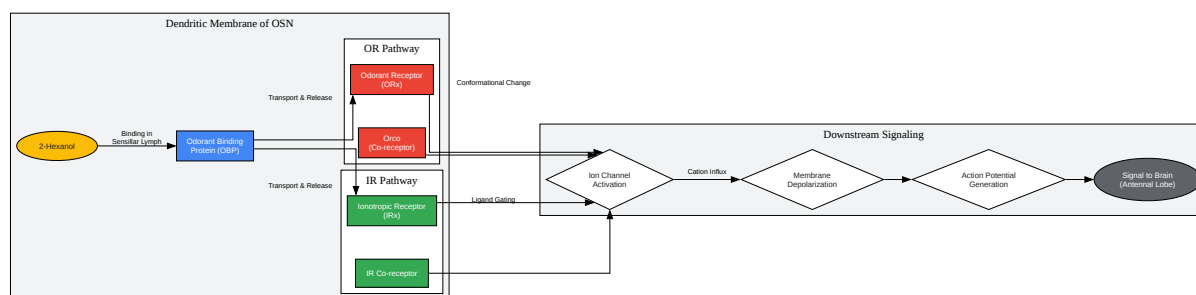 Dendritic Membrane of OSN
OR Pathway
Odorant Receptor
(ORx)
Conformational Change
Transport & Release
2-Hexanol
Binding in
Sensillar Lymph
Odorant Binding
Protein (OBP)
Orco
(Co-receptor)
Transport & Release
IR Pathway
Ionotropic Receptor
(IRx)
Ligand Gating
IR Co-receptor
Downstream Signaling
Ion Channel
Activation
Cation Influx
Membrane
Depolarization
Action Potential
Generation
Signal to Brain
(Antennal Lobe)